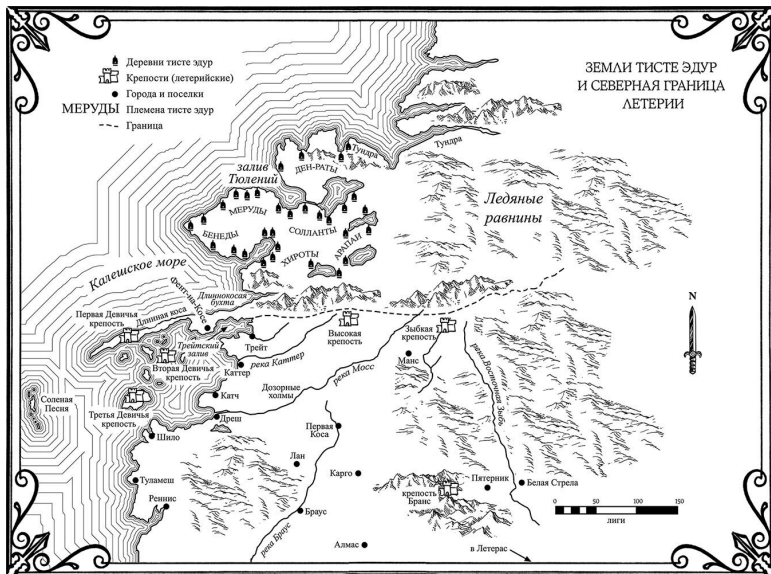 Деревни тисте эдур
Крепости (летерийские)
Города и поселки
МЕРУДЫ Племена тисте эдур
Граница
ЗЕМЛИ ТИСТЕ ЭДУР
И СЕВЕРНАЯ ГРАНИЦА
ЛЕТЕРИИ
Тундра
Тундра
залив
Тюлений
ДЕН-РАТЫ
МЕРУДЫ
БЕНЕДЫ
СОЛЛАНТЫ
АРАПАИ
ХИРОТЫ
Ледяные
равнины
Калешское море
Фент-на-Косе
Длиннокосая
бухта
Длинная коса
Первая Девичья
крепость
Трейтский
залив
Трейт
Вторая Девичья
крепость
Каттер
река Каттер
Высокая
крепость
Зыбкая
крепость
Манс
N
река Мосс
река Восточная Зыбь
Дозорные
холмы
Соленая
Песня
Катч
Третья Девичья
крепость
Дреш
Шило
Первая
Коса
Лан
Карго
Туламеш
Реннис
Пятерник
Белая Стрела
крепость
Бранс
Браус
река Браус
Алмас
0 50 100 150
лиги
в Летерас